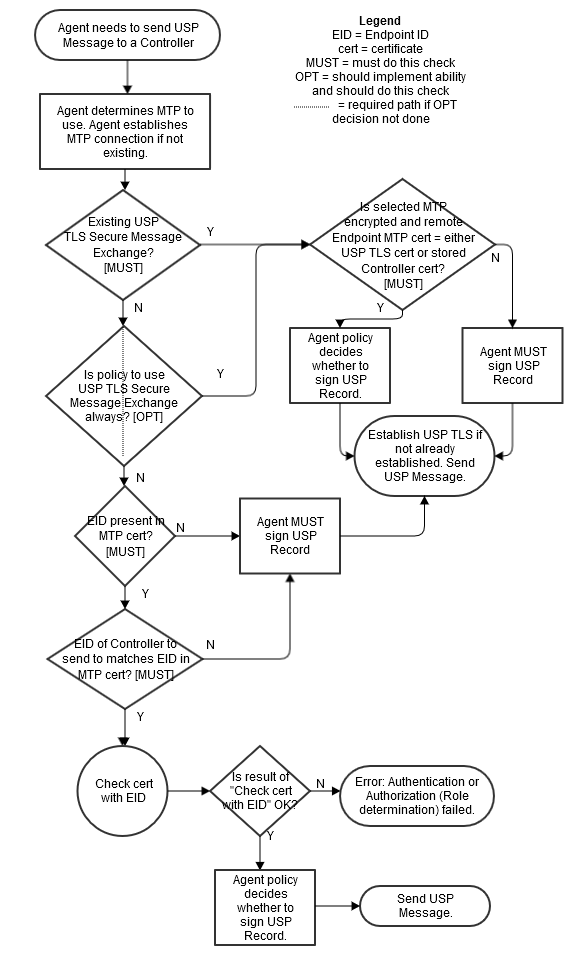 Agent needs to send USP
Message to a Controller
Legend
EID = Endpoint ID
cert = certificate
MUST = must do this check
OPT = should implement ability
and should do this check
= required path if OPT
decision not done
Agent determines MTP to
use. Agent establishes
MTP connection if not
existing.
Existing USP
TLS Secure Message
Exchange?
[MUST]
Y
N
Is selected MTP
encrypted and remote
Endpoint MTP cert = either
USP TLS cert or stored
Controller cert?
[MUST]
N
Y
Agent policy
decides
whether to
sign USP
Record.
Agent MUST
sign USP
Record
Is policy to use
USP TLS Secure
Message Exchange
always? [OPT]
Y
N
Establish USP TLS if
not already
established. Send
USP Message.
EID present in
MTP cert?
[MUST]
N
Y
Agent MUST
sign USP
Record
EID of Controller to
send to matches EID in
MTP cert? [MUST]
N
Y
Check cert
with EID
Is result of
"Check cert
with EID" OK?
N
Y
Error: Authentication or
Authorization (Role
determination) failed.
Agent policy
decides
whether to
sign USP
Record.
Send USP
Message.